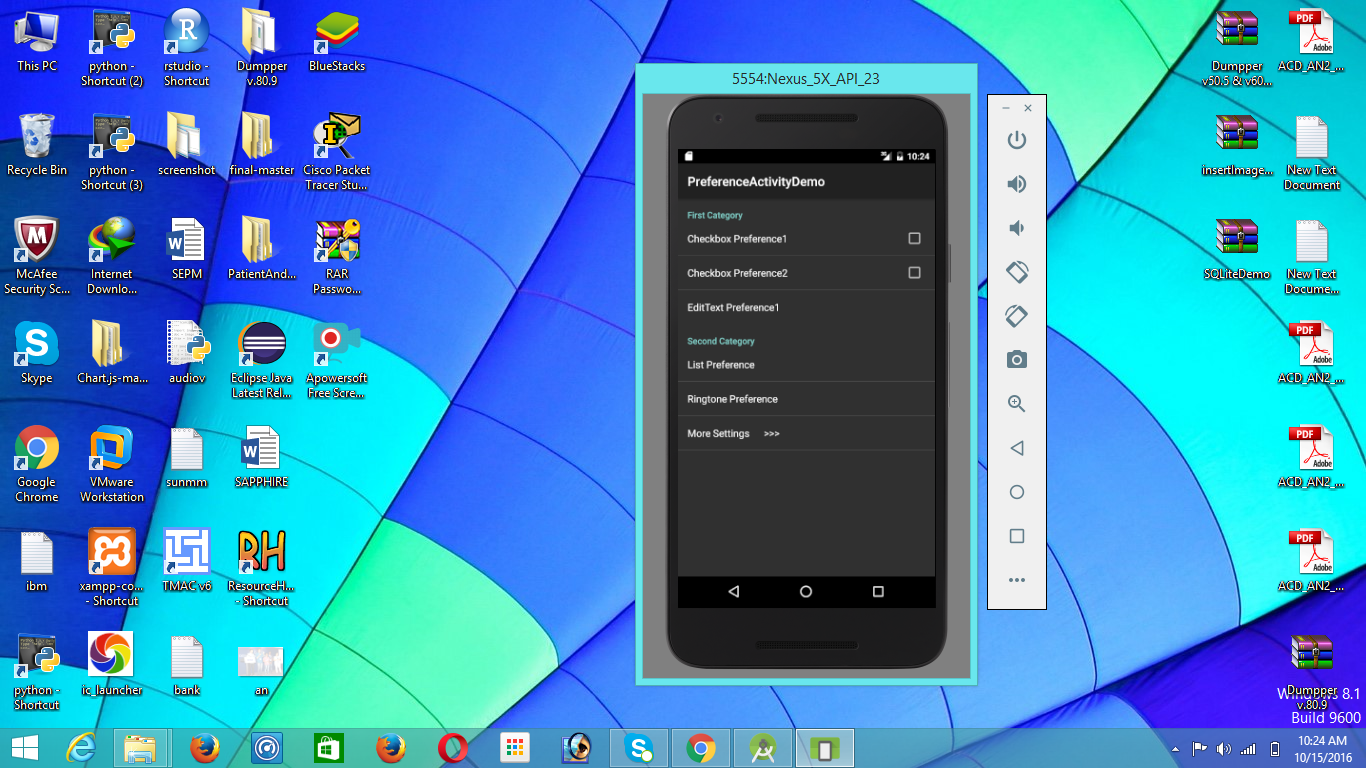 This PC
python -
Shortcut (2)
rstudio -
Shortcut
Dumpper
v.80.9
BlueStacks
Recycle Bin
python -
Shortcut (3)
screenshot
final-master
Cisco Packet
Tracer Stu...
McAfee
Security Sc...
Internet
Downlo...
SEPM
PatientAnd...
RAR
Passwo...
Skype
Chart.js-ma...
audiov
Eclipse Java
Latest Rel...
Apowersoft
Free Scre...
Google
Chrome
VMware
Workstation
sunmm
SAPPHIRE
ibm
xampp-co...
- Shortcut
TMAC v6
ResourceH...
- Shortcut
python -
Shortcut
ic_launcher
bank
an
5554:Nexus_5X_API_23
10:24
PreferenceActivityDemo
First Category
Checkbox Preference1
Checkbox Preference2
EditText Preference1
Second Category
List Preference
Ringtone Preference
More Settings >>>
Dumpper
v50.5 & v60...
ACD_AN2_...
insertImage...
New Text
Document
SQLiteDemo
New Text
Docume...
ACD_AN2_...
ACD_AN2_...
ACD_AN2_...
Dumpper
v.80.9
Windows 8.1
Build 9600
10:24 AM
10/15/2016